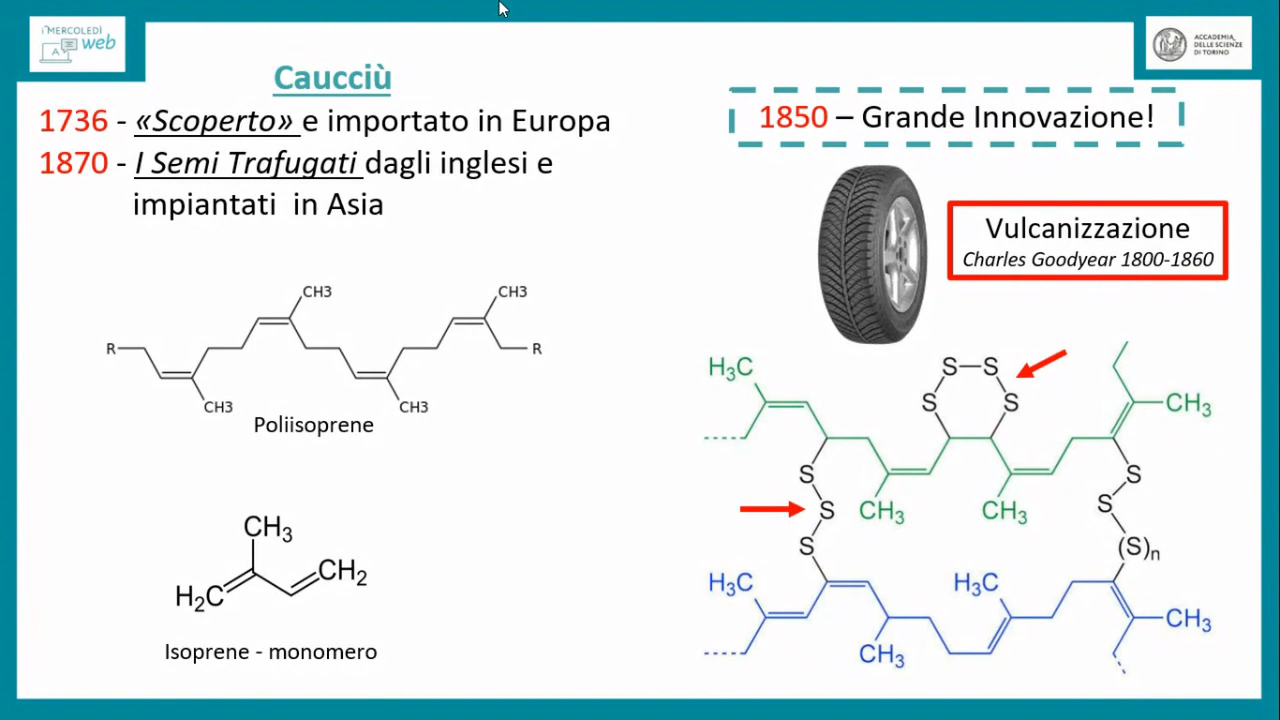 i MERCOLEDÌ
A
web
ACCADEMIA
DELLE SCIENZE
DI TORINO
Caucciù
1736 - «Scoperto» e importato in Europa
1870 - I Semi Trafugati dagli inglesi e
impiantati in Asia
1850 – Grande Innovazione!
Vulcanizzazione
Charles Goodyear 1800-1860
CH3 CH3
R R
CH3 CH3
Poliisoprene
CH₃
CH₂
H₂C
Isoprene - monomero
S S
H₃C
S S
CH₃
S S
S CH₃ CH₃ S
S (S)n
H₃C H₃C
CH₃
CH₃